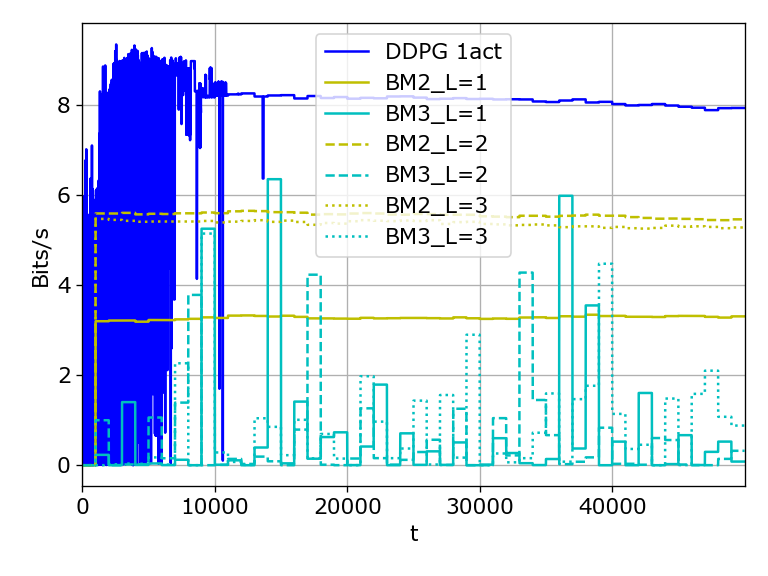 DDPG 1act
BM2_L=1
BM3_L=1
BM2_L=2
BM3_L=2
BM2_L=3
BM3_L=3
8
6
4
2
0
Bits/s
0 10000 20000 30000 40000
t